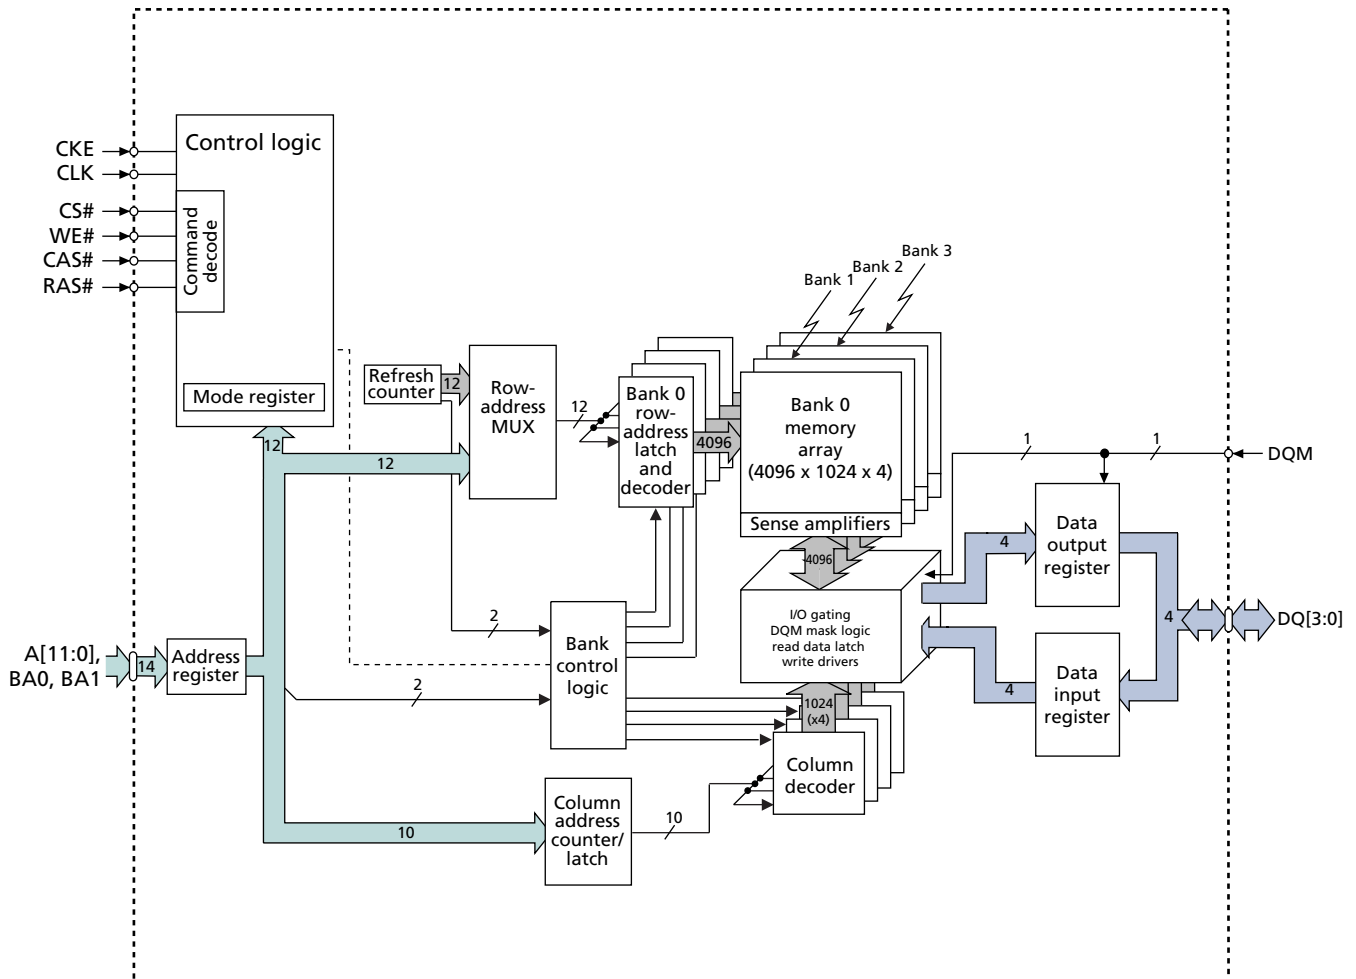 Control logic
CKE
CLK
CS#
WE#
CAS#
RAS#
Command
decode
Mode register
Bank 3
Bank 2
Bank 1
Refresh
counter
12
Row-
address
MUX
12
Bank 0
row-
address
latch
and
decoder
4096
Bank 0
memory
array
(4096 x 1024 x 4)
Sense amplifiers
12
12
1
1
DQM
4096
4
Data
output
register
I/O gating
DQM mask logic
read data latch
write drivers
4
DQ[3:0]
A[11:0],
BA0, BA1
14
Address
register
2
2
Bank
control
logic
4
Data
input
register
1024
(x4)
Column
decoder
10
Column
address
counter/
latch
10